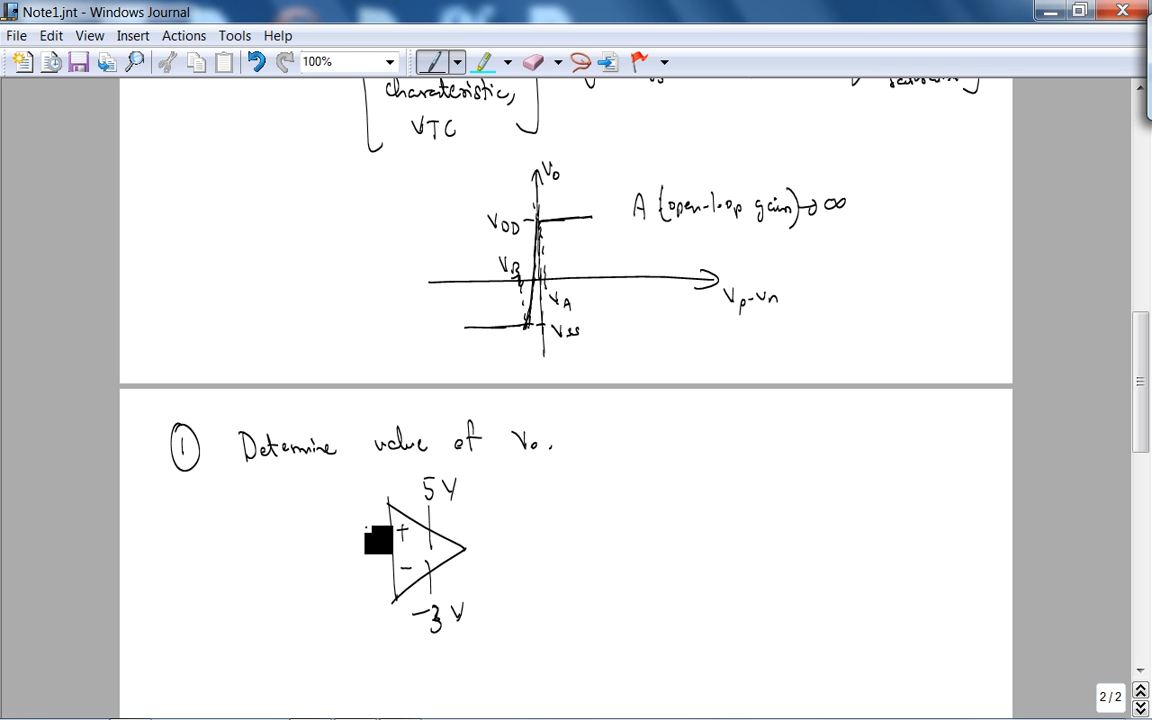 Note1.jnt - Windows Journal
File Edit View Insert Actions Tools Help
100%
charateristic,
VTC
Vo
VDD
A (open-loop gain) → ∞
VB
VA
Vp-Vn
Vss
① Determine value of Vo.
5V
+
-
-3V
2/2